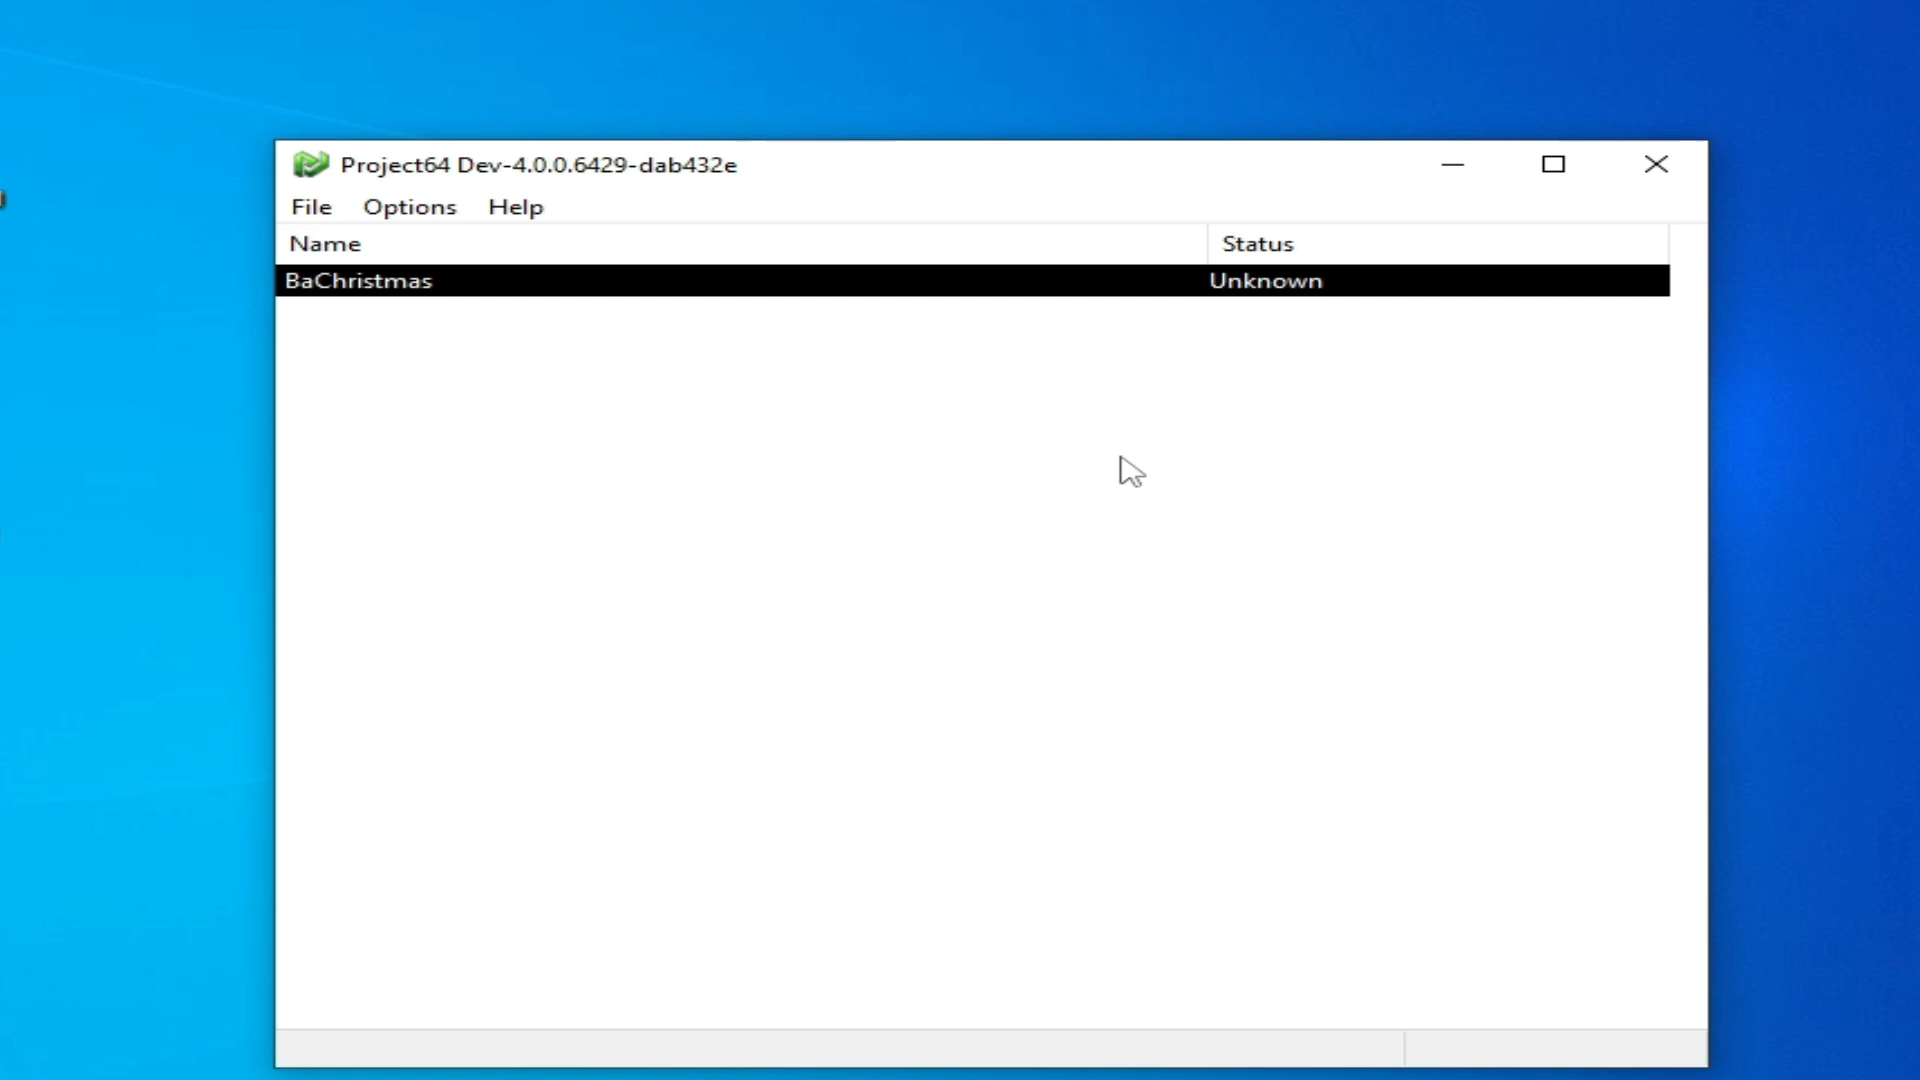 Project64 Dev-4.0.0.6429-dab432e
File Options Help
Name Status
BaChristmas Unknown